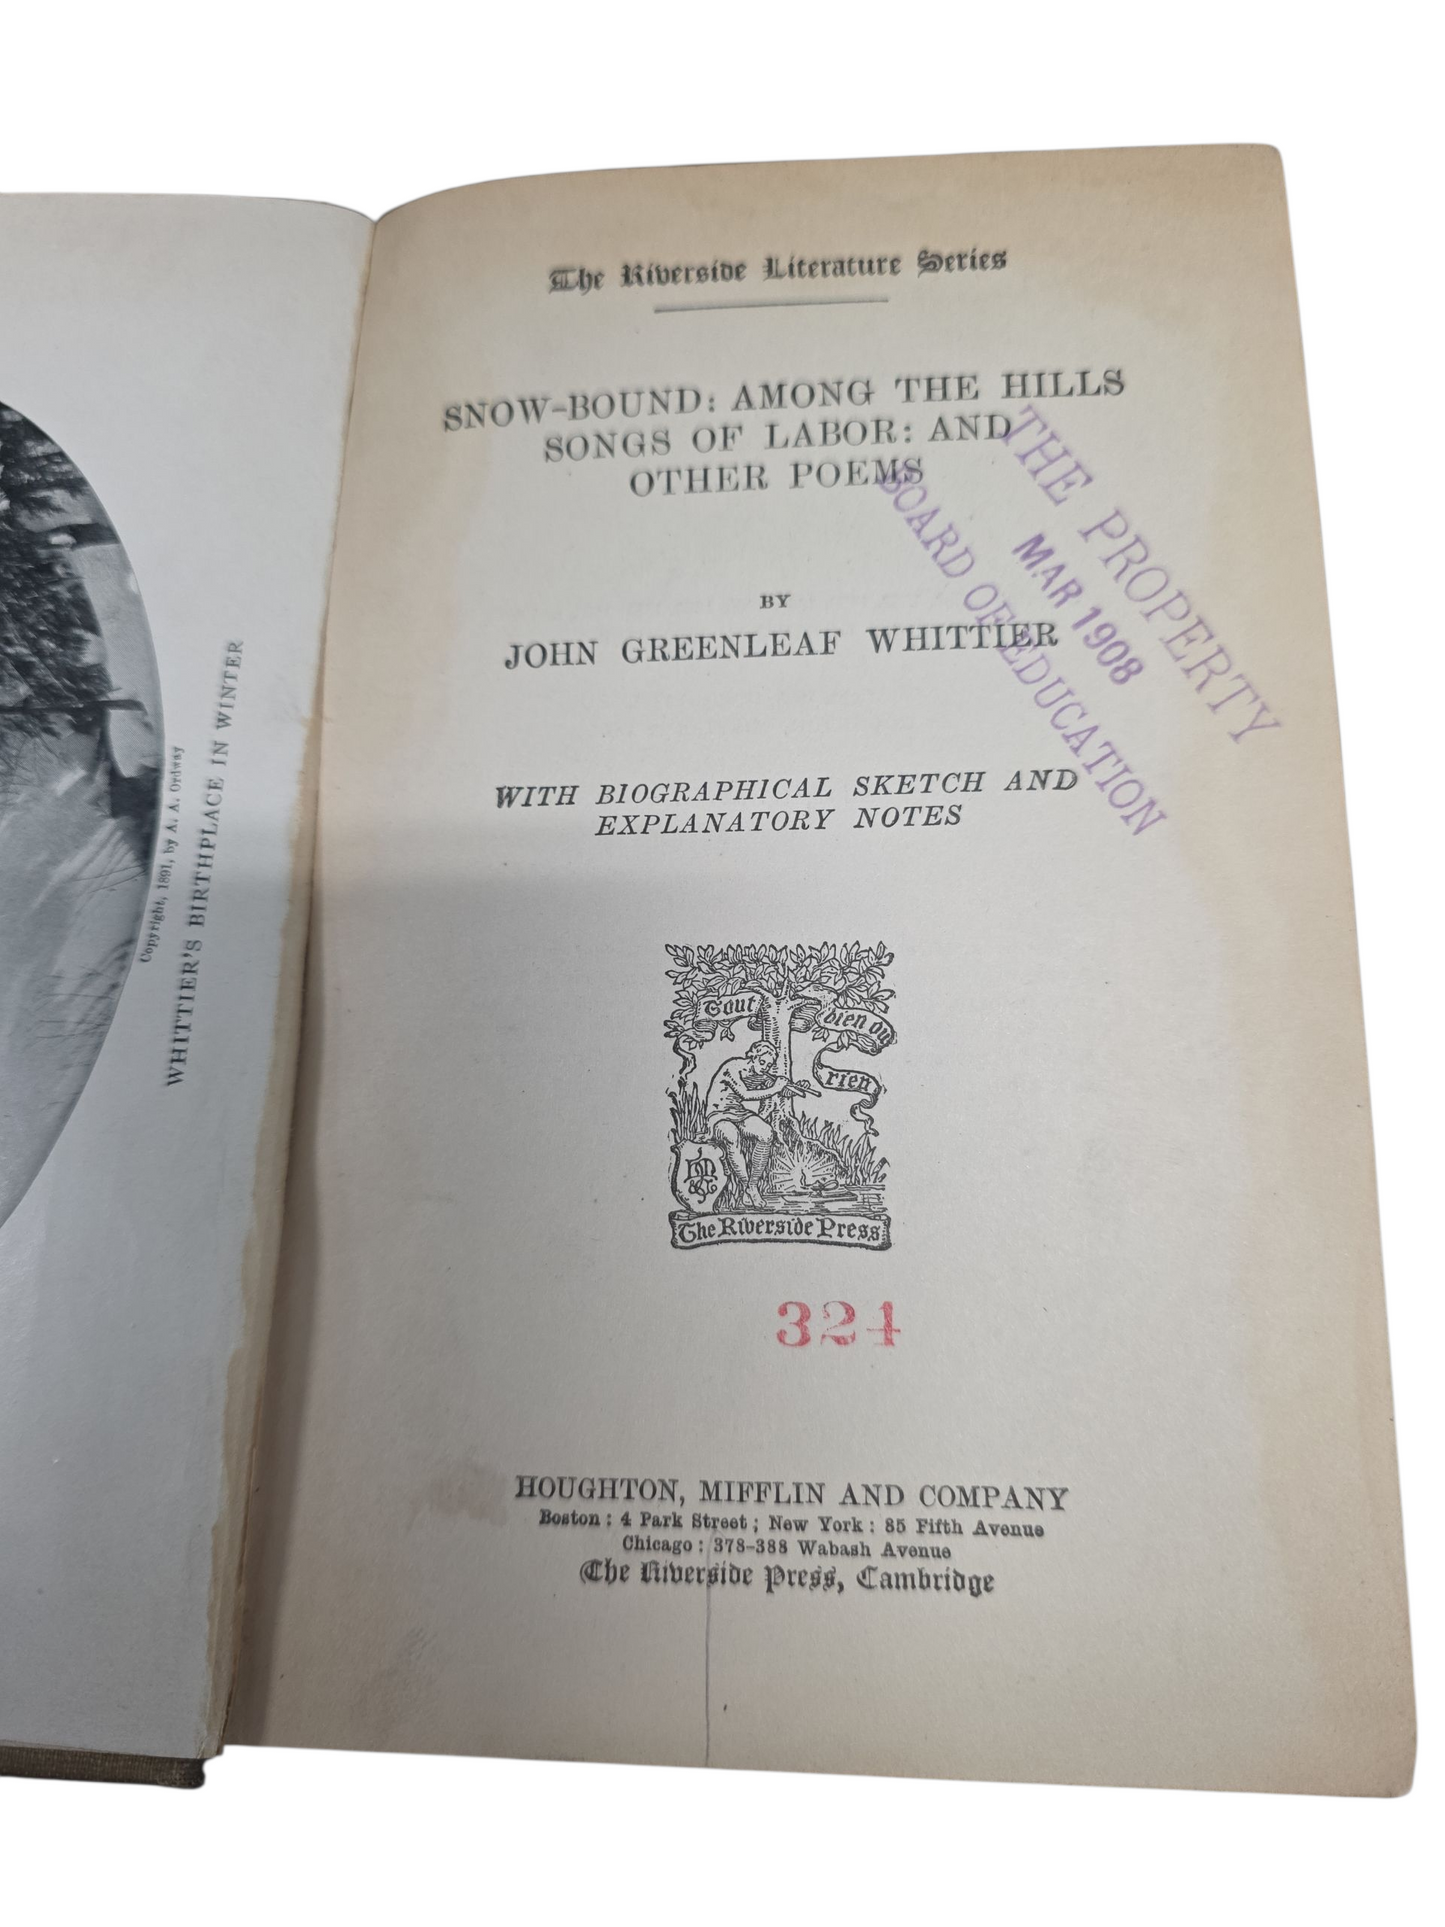 Copyright, 1891, by A. A. Ordway
WHITTIER'S BIRTHPLACE IN WINTER
The Riverside Literature Series
SNOW-BOUND: AMONG THE HILLS
SONGS OF LABOR: AND
OTHER POEMS
THE PROPERTY
MAR 1908
BOARD OF EDUCATION
BY
JOHN GREENLEAF WHITTIER
WITH BIOGRAPHICAL SKETCH AND
EXPLANATORY NOTES
Tout
bien ou
rien
The Riverside Press
324
HOUGHTON, MIFFLIN AND COMPANY
Boston: 4 Park Street; New York: 85 Fifth Avenue
Chicago: 378-388 Wabash Avenue
The Riverside Press, Cambridge